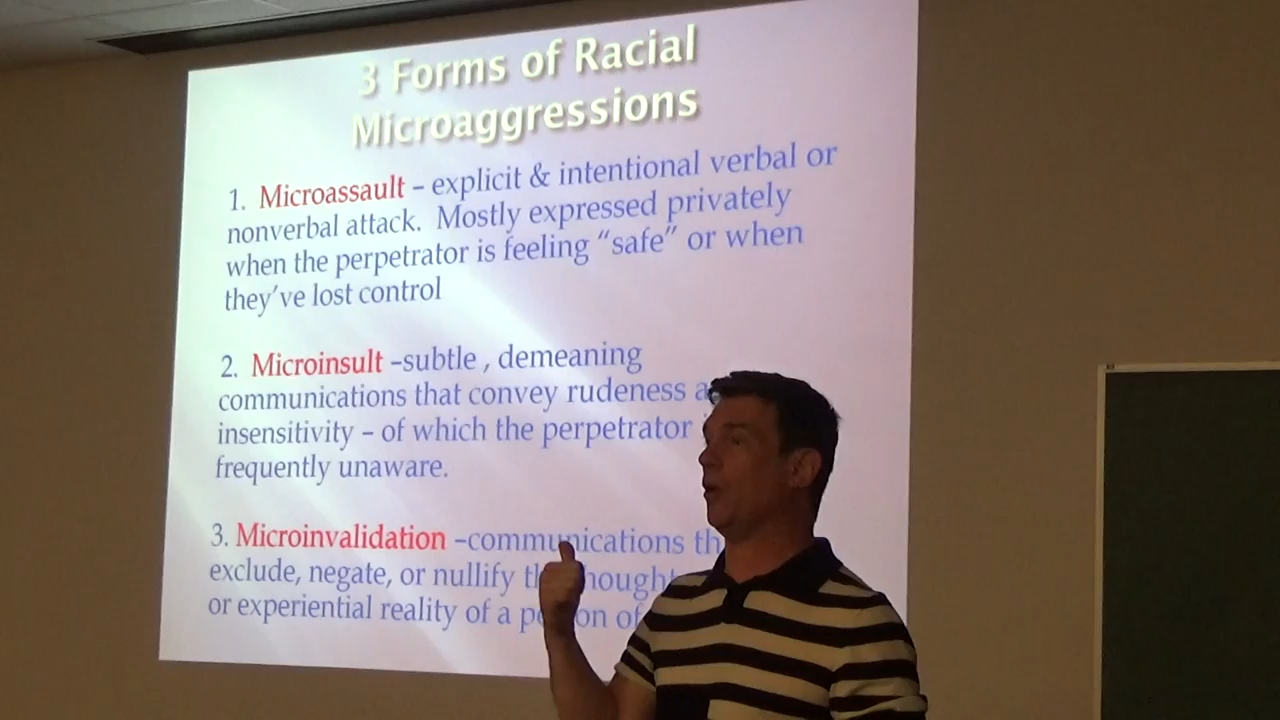 3 Forms of Racial
Microaggressions
1. Microassault – explicit & intentional verbal or
nonverbal attack. Mostly expressed privately
when the perpetrator is feeling “safe” or when
they’ve lost control
2. Microinsult –subtle , demeaning
communications that convey rudeness
insensitivity – of which the perpetrator
frequently unaware.
3. Microinvalidation –communications
exclude, negate, or nullify
or experiential reality of a